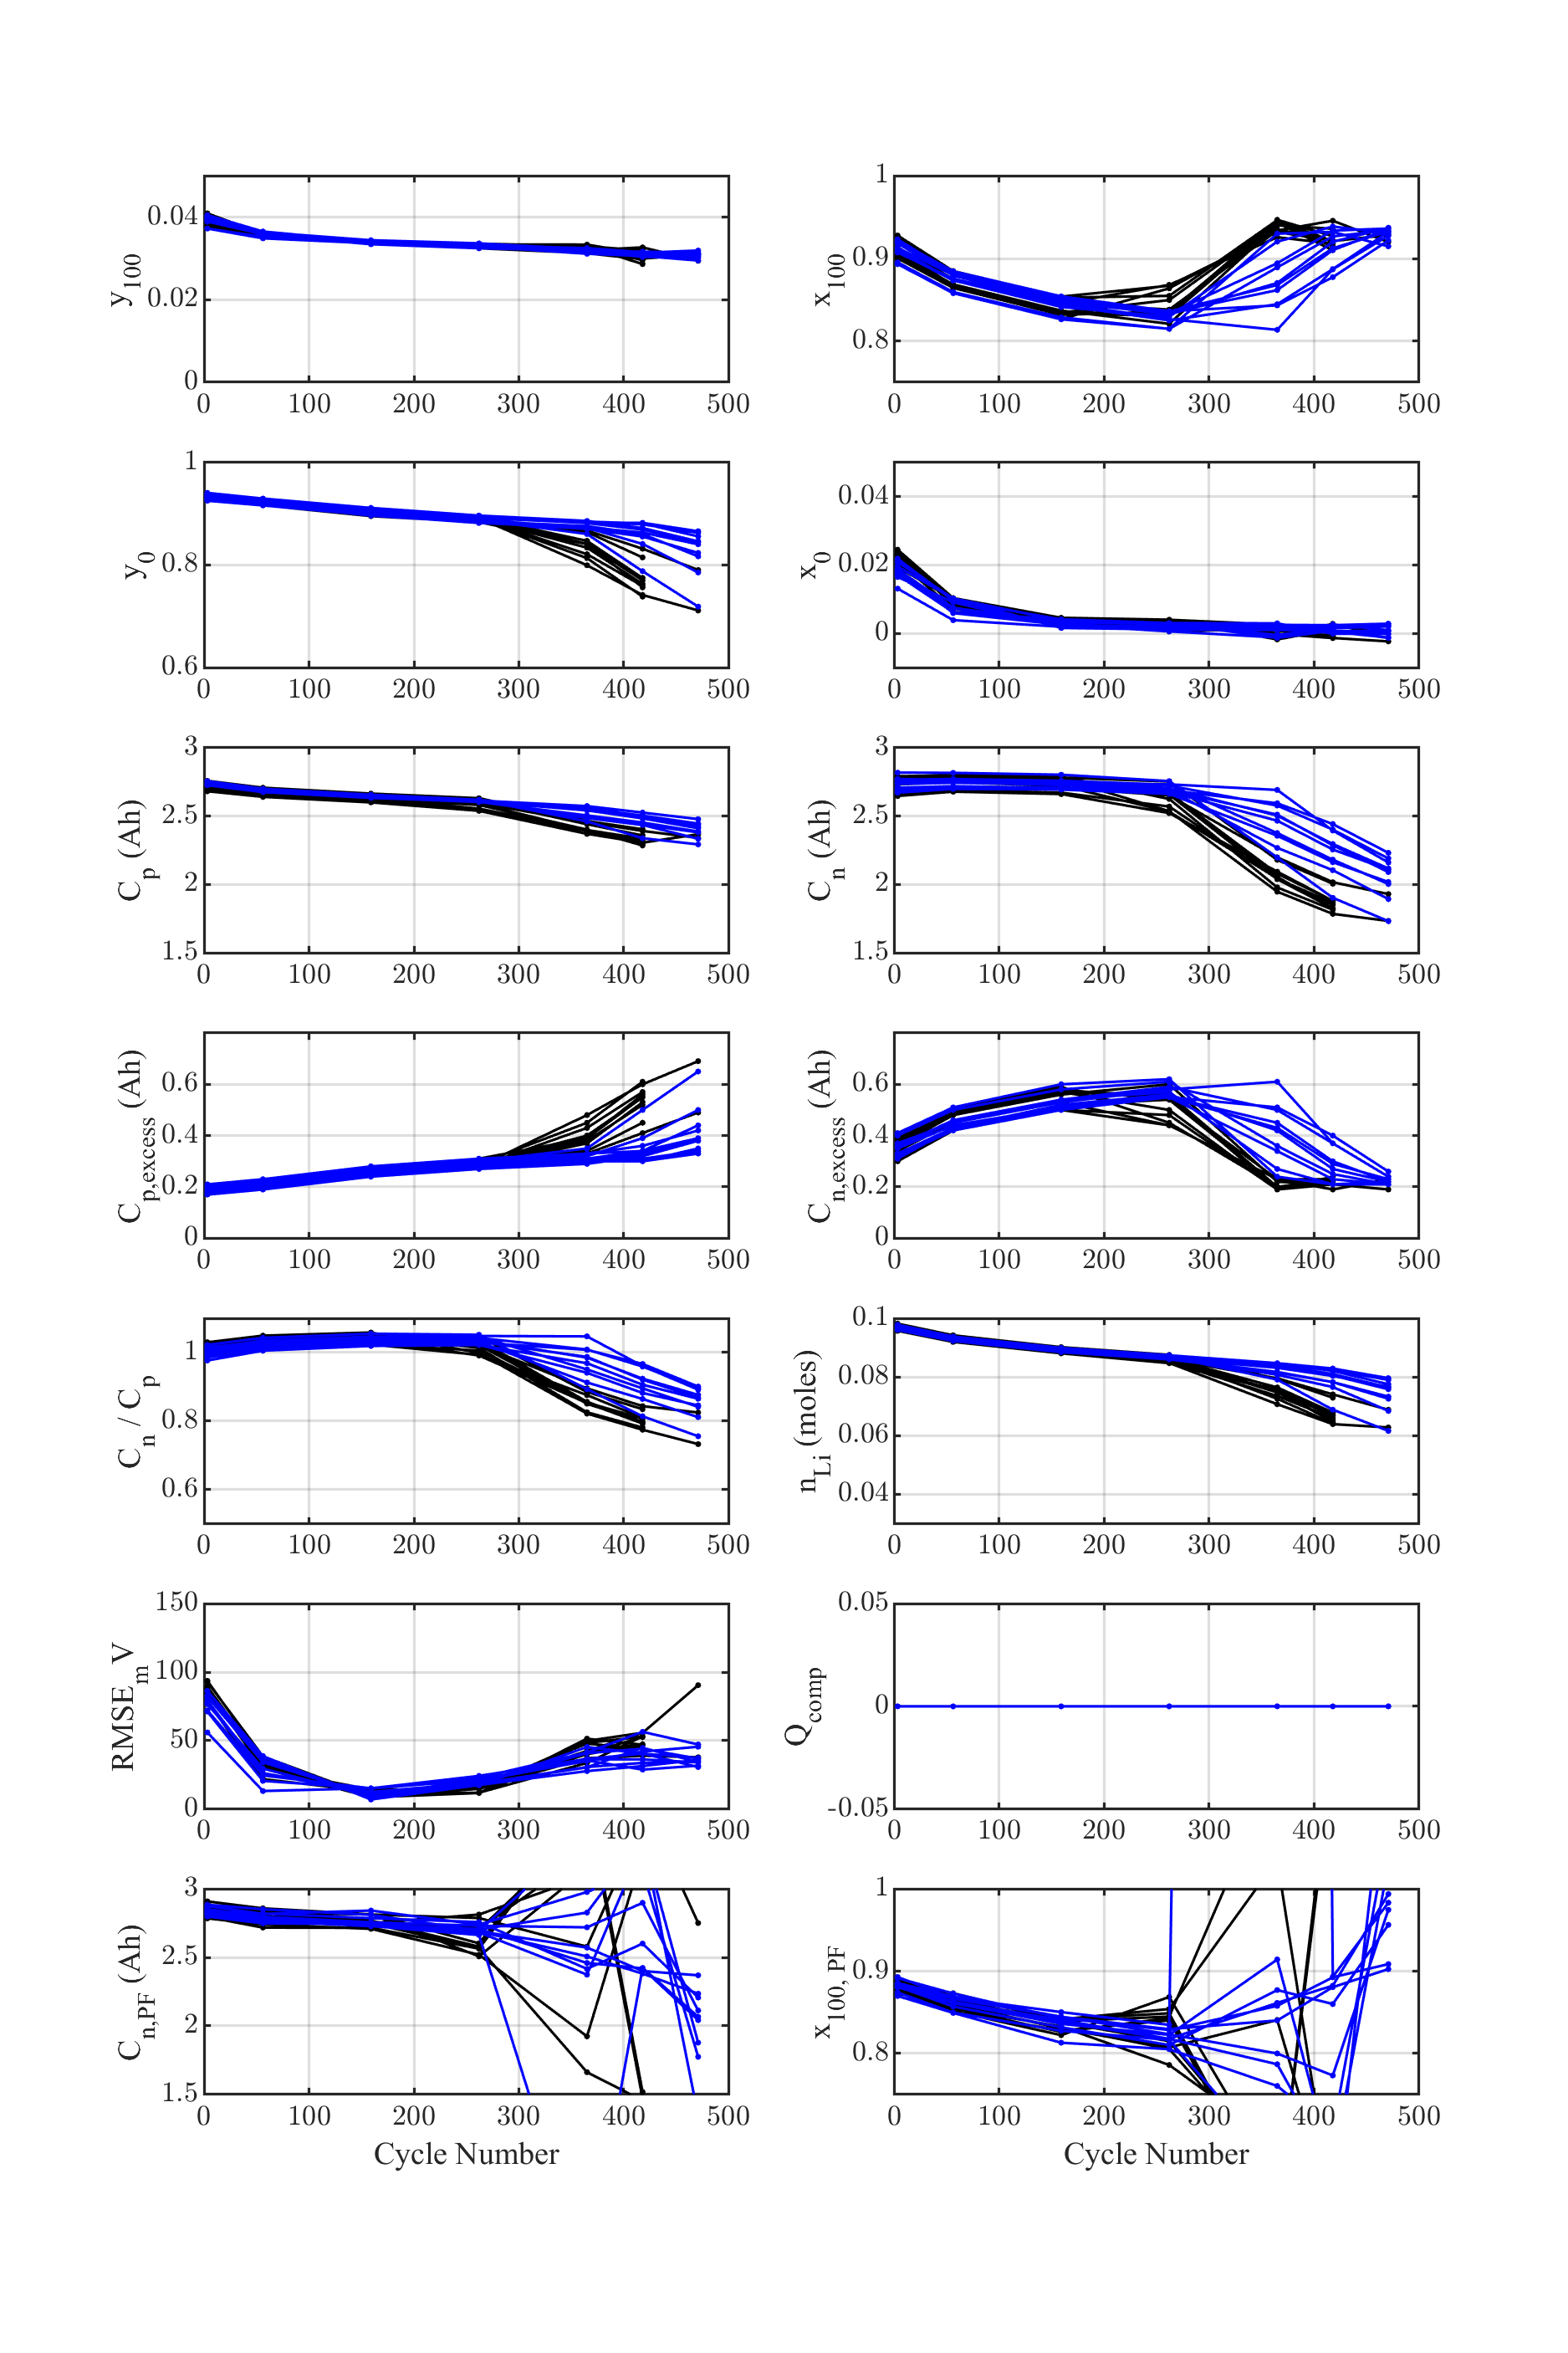 y100
0.04
0.02
0
0 100 200 300 400 500
x100
1
0.9
0.8
0 100 200 300 400 500
y0
1
0.8
0.6
0 100 200 300 400 500
x0
0.04
0.02
0
0 100 200 300 400 500
Cp (Ah)
3
2.5
2
1.5
0 100 200 300 400 500
Cn (Ah)
3
2.5
2
1.5
0 100 200 300 400 500
Cp,excess (Ah)
0.6
0.4
0.2
0
0 100 200 300 400 500
Cn,excess (Ah)
0.6
0.4
0.2
0
0 100 200 300 400 500
Cn / Cp
1
0.8
0.6
0 100 200 300 400 500
nLi (moles)
0.1
0.08
0.06
0.04
0 100 200 300 400 500
RMSEm V
150
100
50
0
0 100 200 300 400 500
Qcomp
0.05
0
-0.05
0 100 200 300 400 500
Cn,PF (Ah)
3
2.5
2
1.5
0 100 200 300 400 500
Cycle Number
x100, PF
1
0.9
0.8
0 100 200 300 400 500
Cycle Number